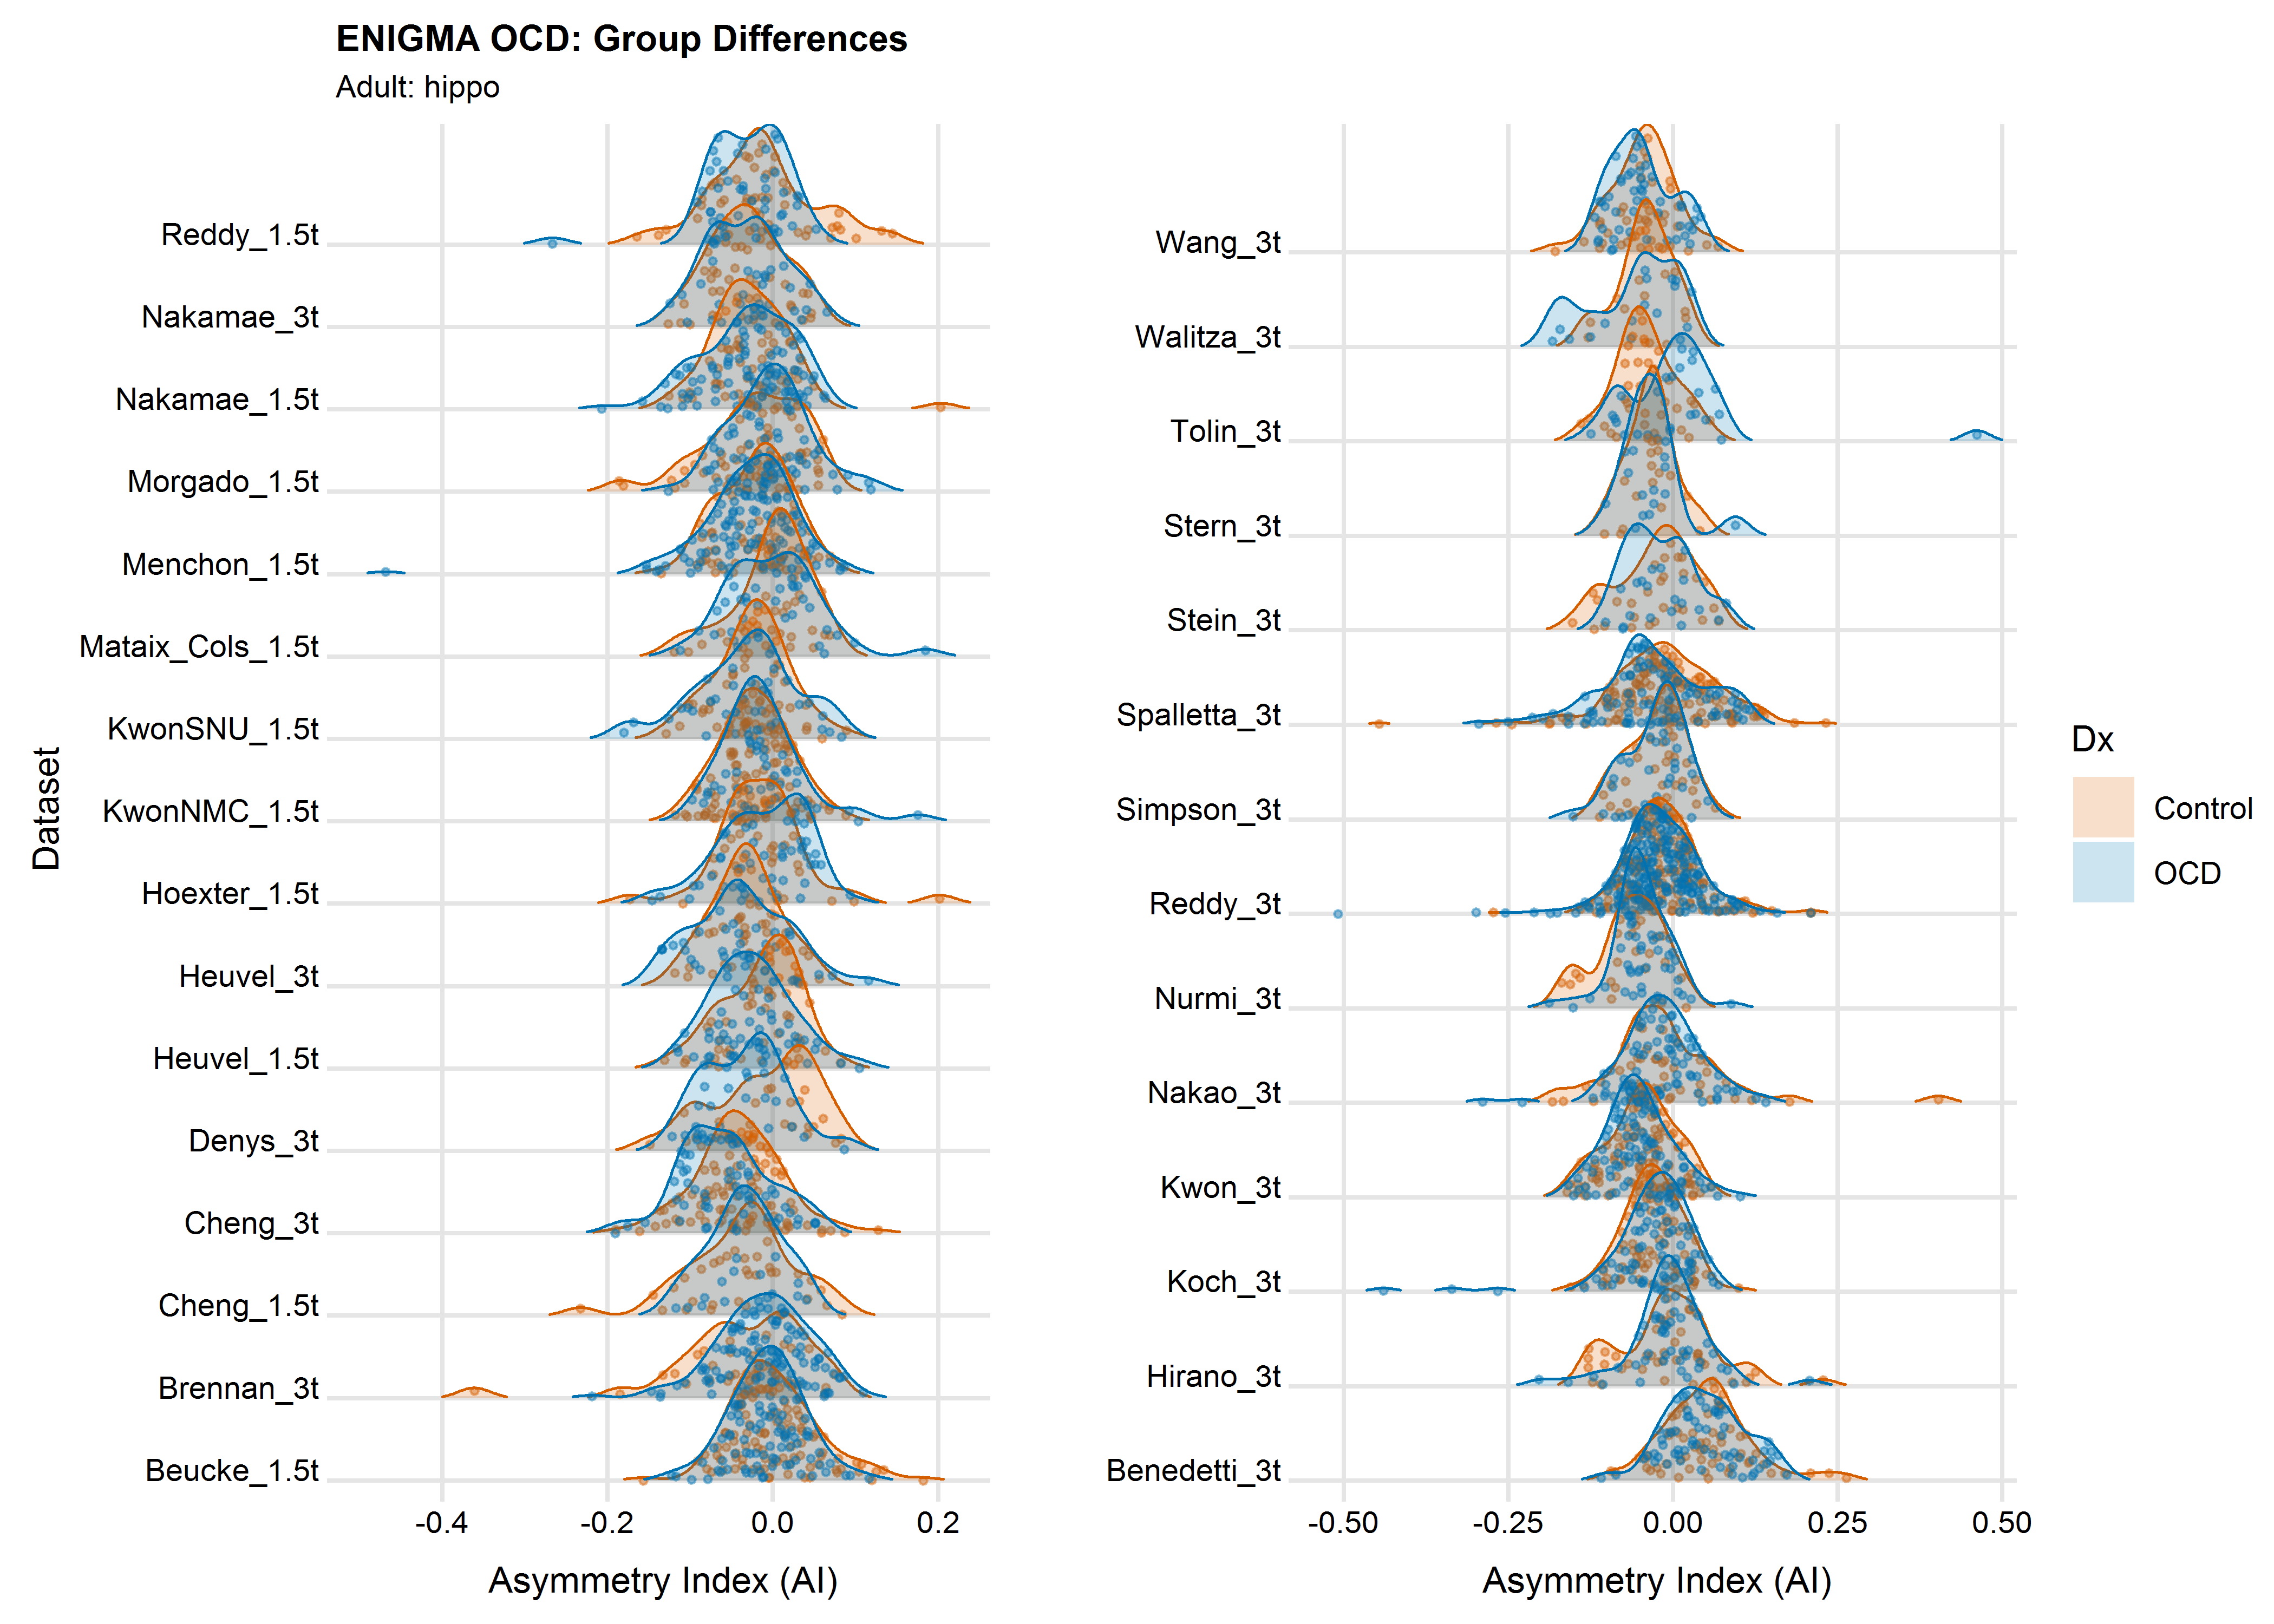 ENIGMA OCD: Group Differences
Adult: hippo
Dataset
Reddy_1.5t
Nakamae_3t
Nakamae_1.5t
Morgado_1.5t
Menchon_1.5t
Mataix_Cols_1.5t
KwonSNU_1.5t
KwonNMC_1.5t
Hoexter_1.5t
Heuvel_3t
Heuvel_1.5t
Denys_3t
Cheng_3t
Cheng_1.5t
Brennan_3t
Beucke_1.5t
-0.4 -0.2 0.0 0.2
Asymmetry Index (AI)
Wang_3t
Walitza_3t
Tolin_3t
Stern_3t
Stein_3t
Spalletta_3t
Simpson_3t
Reddy_3t
Nurmi_3t
Nakao_3t
Kwon_3t
Koch_3t
Hirano_3t
Benedetti_3t
-0.50 -0.25 0.00 0.25 0.50
Asymmetry Index (AI)
Dx
Control
OCD